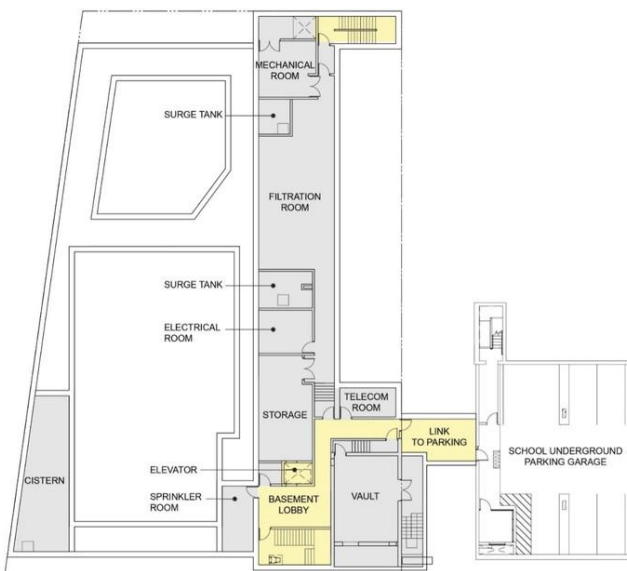 MECHANICAL
ROOM
SURGE TANK
FILTRATION
ROOM
SURGE TANK
ELECTRICAL
ROOM
STORAGE
TELECOM
ROOM
LINK
TO PARKING
SCHOOL UNDERGROUND
PARKING GARAGE
ELEVATOR
CISTERN
SPRINKLER
ROOM
BASEMENT
LOBBY
VAULT